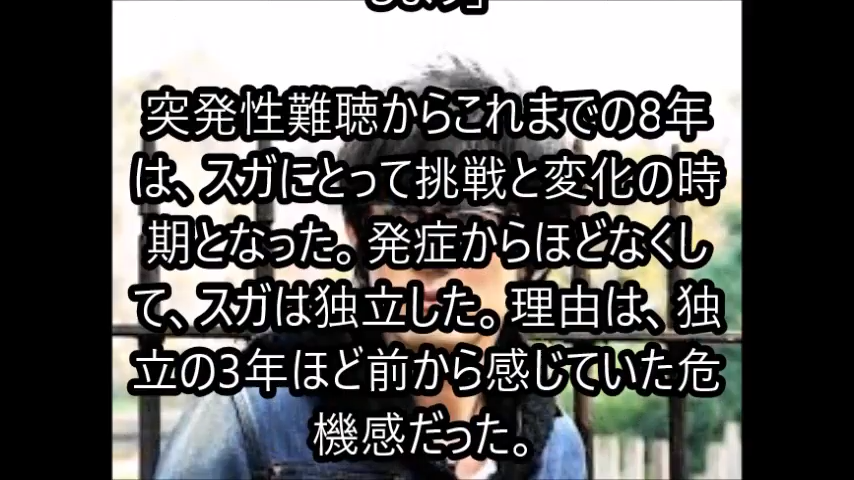 突発性難聴からこれまでの8年
は、スガにとって挑戦と変化の時
期となった。発症からほどなくし
て、スガは独立した。理由は、独
立の3年ほど前から感じていた危
機感だった。